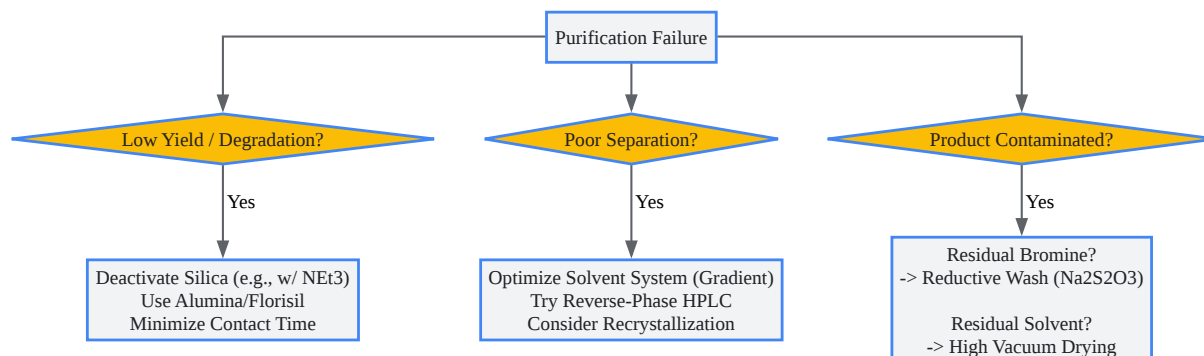 Purification Failure
Low Yield / Degradation?
Poor Separation?
Product Contaminated?
Yes
Yes
Yes
Deactivate Silica (e.g., w/ NEt3)
Use Alumina/Florisil
Minimize Contact Time
Optimize Solvent System (Gradient)
Try Reverse-Phase HPLC
Consider Recrystallization
Residual Bromine?
-> Reductive Wash (Na2S2O3)
Residual Solvent?
-> High Vacuum Drying